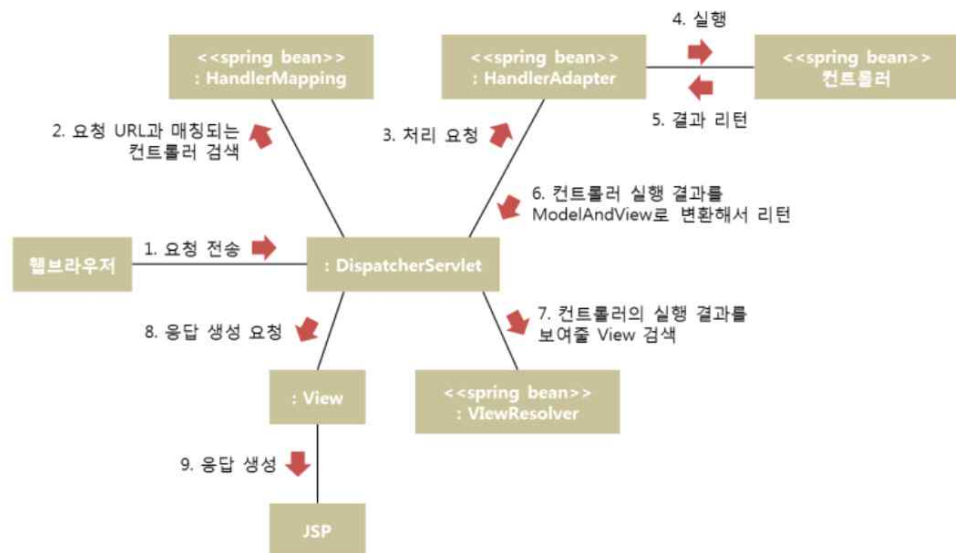 4. 실행
<<spring bean>>
: HandlerMapping
<<spring bean>>
: HandlerAdapter
<<spring bean>>
컨트롤러
5. 결과 리턴
2. 요청 URL과 매칭되는
컨트롤러 검색
3. 처리 요청
6. 컨트롤러 실행 결과를
ModelAndView로 변환해서 리턴
1. 요청 전송
웹브라우저
: DispatcherServlet
7. 컨트롤러의 실행 결과를
보여줄 View 검색
8. 응답 생성 요청
: View
<<spring bean>>
: VIewResolver
9. 응답 생성
JSP